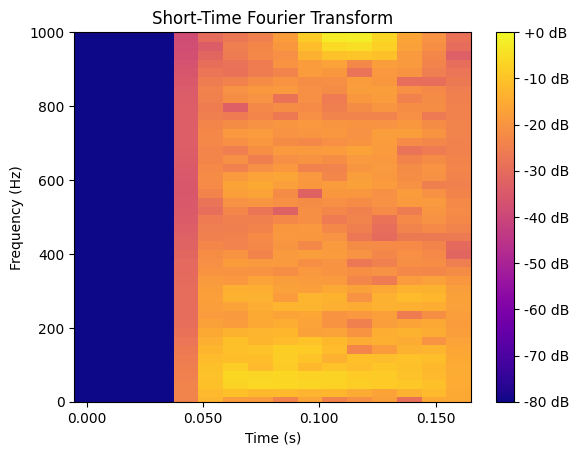 Short-Time Fourier Transform
1000
800
600
400
200
0
Frequency (Hz)
0.000
0.050
0.100
0.150
Time (s)
+0 dB
-10 dB
-20 dB
-30 dB
-40 dB
-50 dB
-60 dB
-70 dB
-80 dB